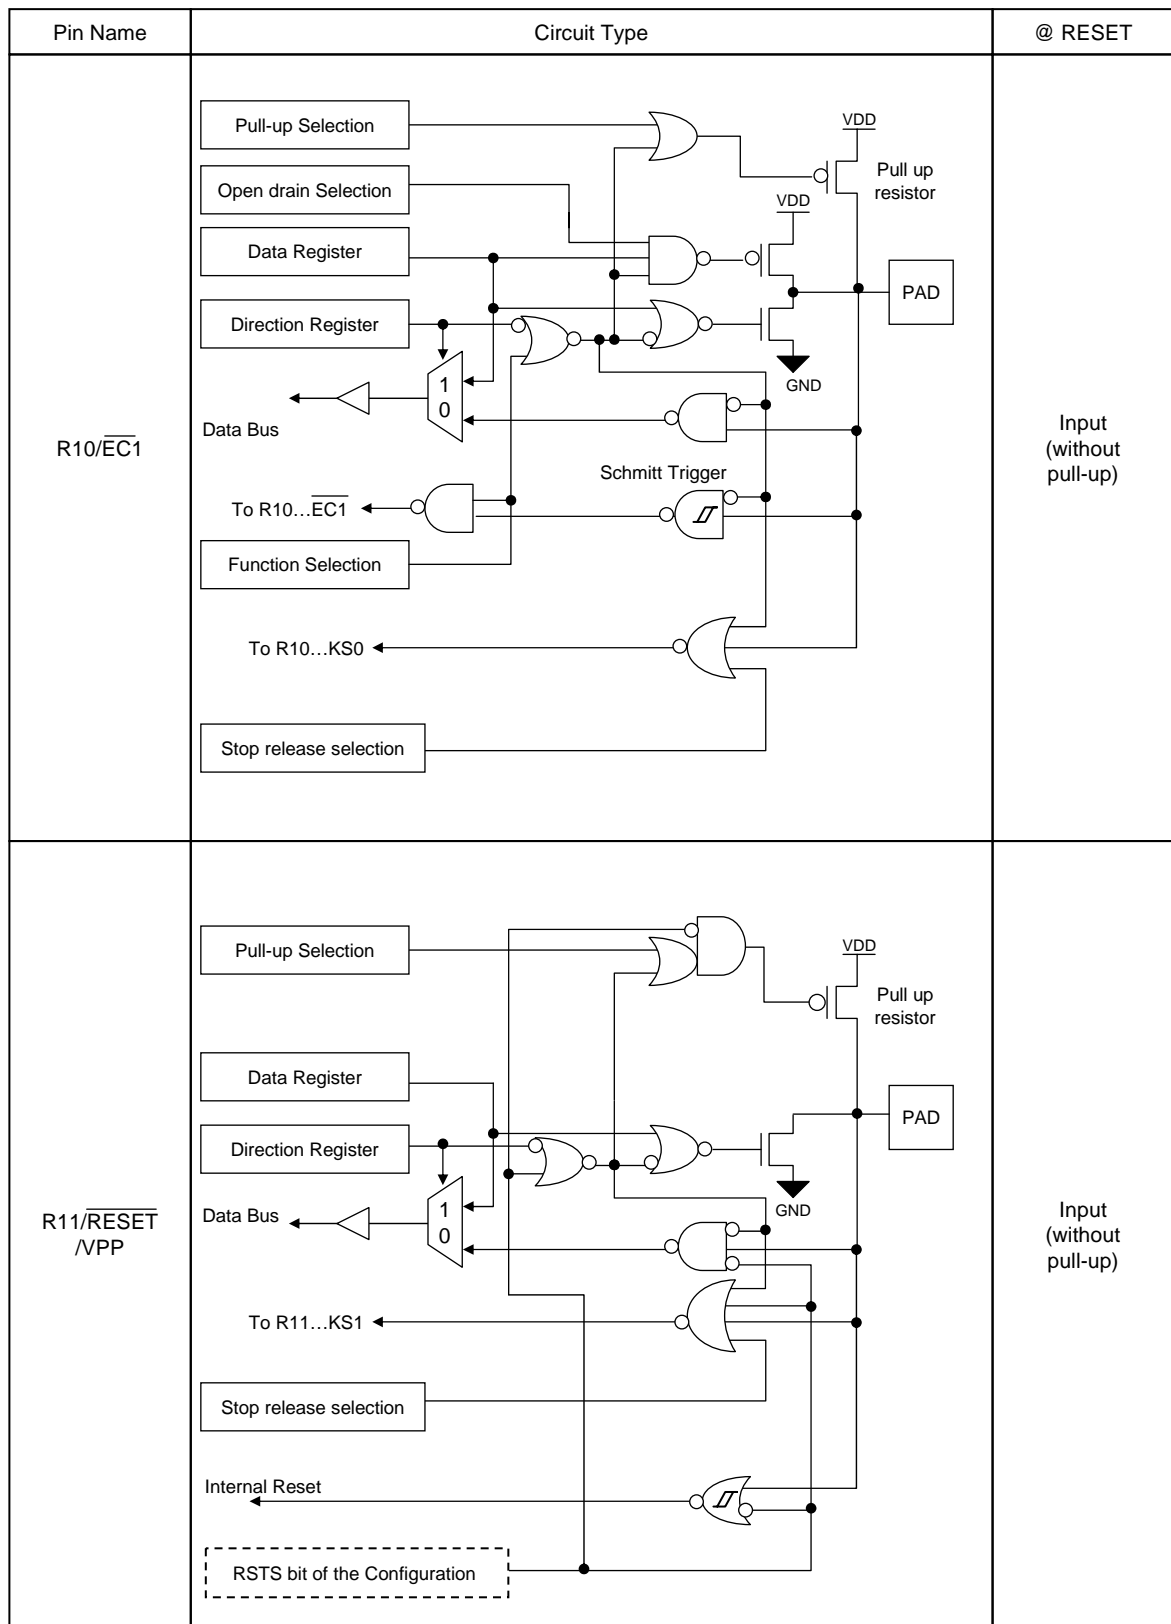 Pin Name
Circuit Type
@ RESET
Pull-up Selection
VDD
Pull up
resistor
Open drain Selection
VDD
Data Register
PAD
Direction Register
GND
1
0
Data Bus
R10/EC1
Input
(without
pull-up)
Schmitt Trigger
To R10…EC1
Function Selection
To R10…KS0
Stop release selection
Pull-up Selection
VDD
Pull up
resistor
Data Register
PAD
Direction Register
GND
1
0
Data Bus
R11/RESET
/VPP
Input
(without
pull-up)
To R11…KS1
Stop release selection
Internal Reset
RSTS bit of the Configuration